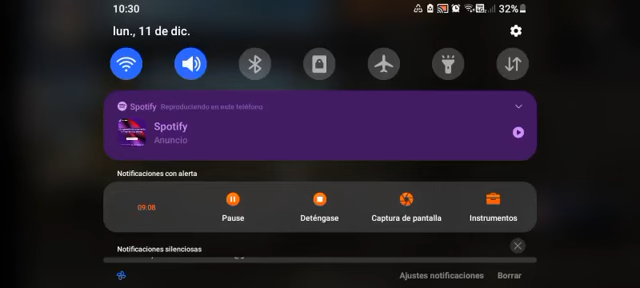 10:30
32%
lun., 11 de dic.
Spotify Reproduciendo en este teléfono
Spotify
Anuncio
Notificaciones con alerta
09:08
Pause
Deténgase
Captura de pantalla
Instrumentos
Notificaciones silenciosas
Ajustes notificaciones
Borrar